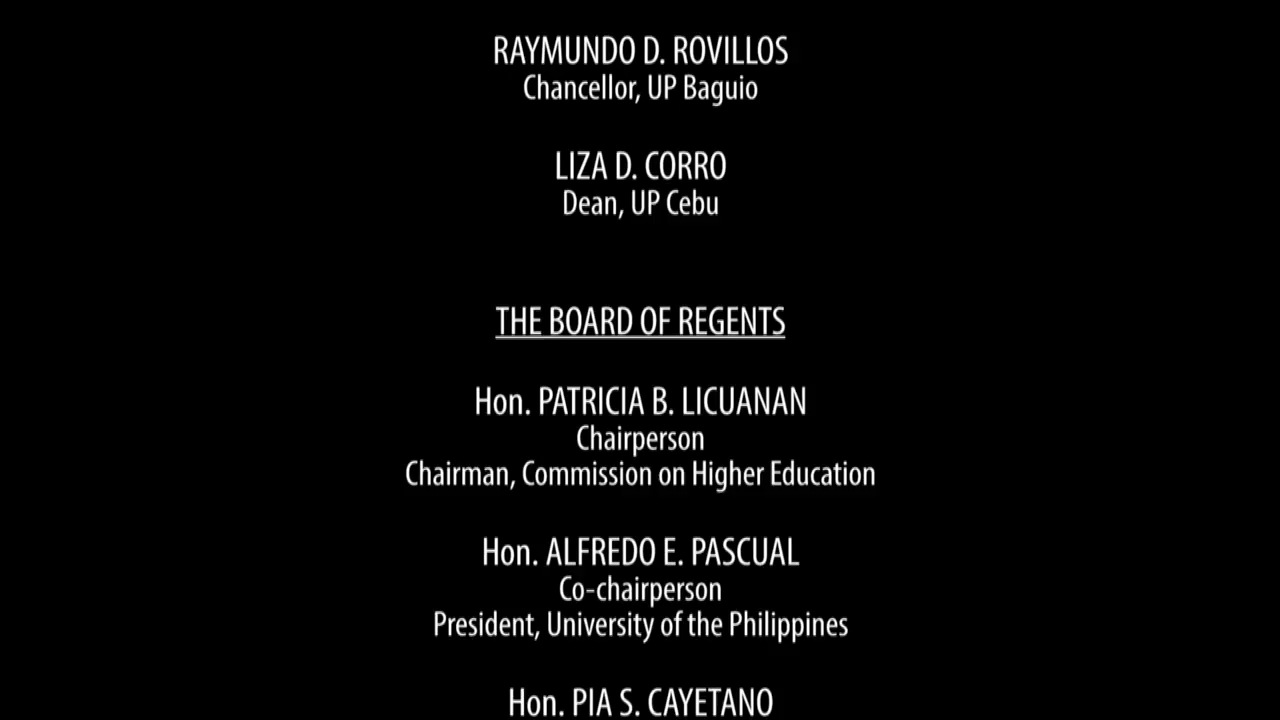 RAYMUNDO D. ROVILLOS
Chancellor, UP Baguio
LIZA D. CORRO
Dean, UP Cebu
THE BOARD OF REGENTS
Hon. PATRICIA B. LICUANAN
Chairperson
Chairman, Commission on Higher Education
Hon. ALFREDO E. PASCUAL
Co-chairperson
President, University of the Philippines
Hon. PIA S. CAYETANO